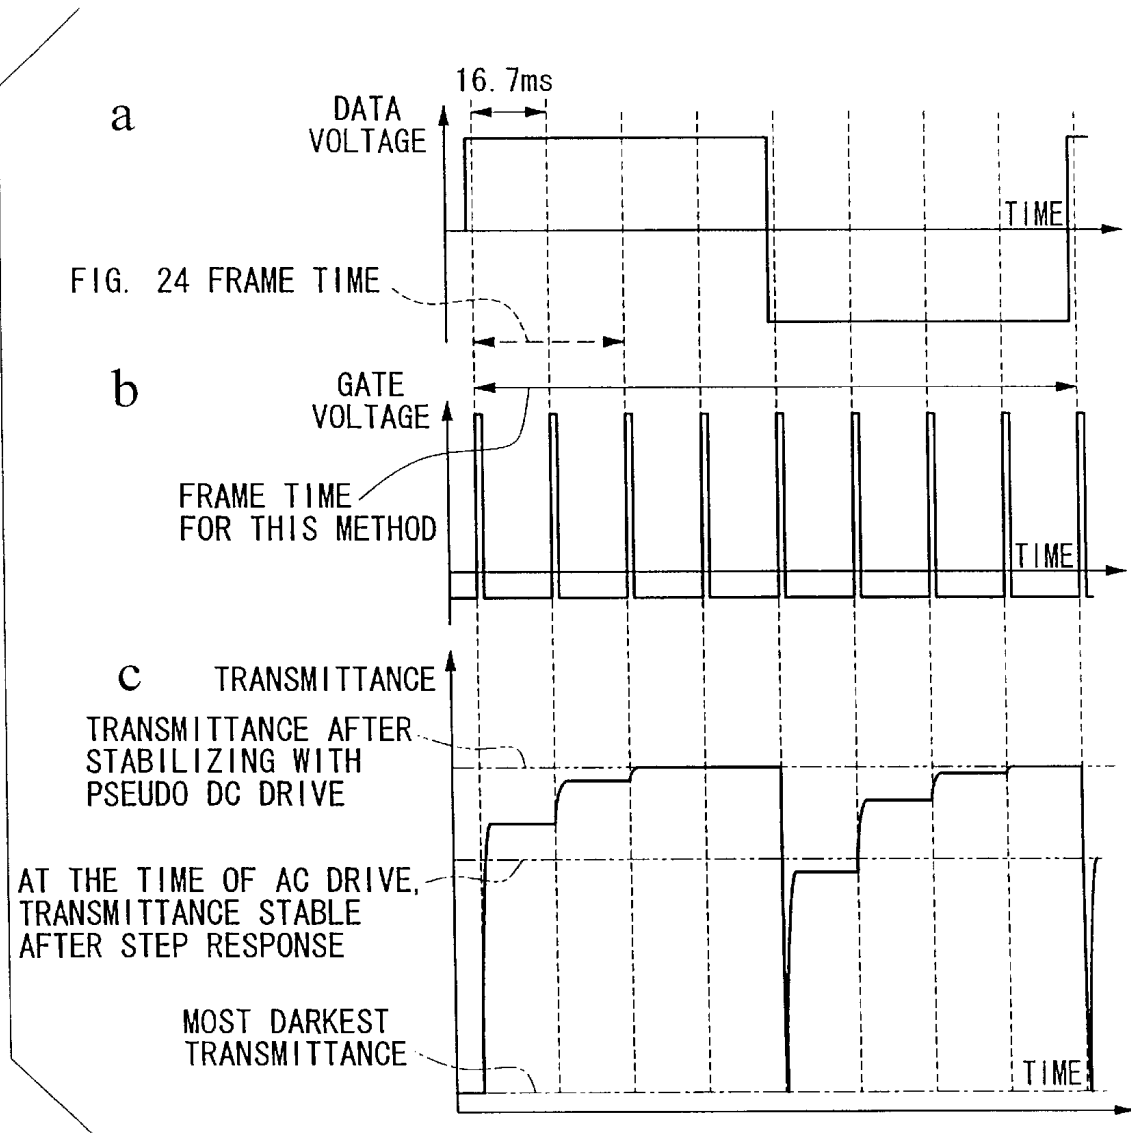 16.7ms
a
DATA
VOLTAGE
TIME
FIG. 24 FRAME TIME
b
GATE
VOLTAGE
FRAME TIME
FOR THIS METHOD
TIME
c
TRANSMITTANCE
TRANSMITTANCE AFTER
STABILIZING WITH
PSEUDO DC DRIVE
AT THE TIME OF AC DRIVE,
TRANSMITTANCE STABLE
AFTER STEP RESPONSE
MOST DARKEST
TRANSMITTANCE
TIME